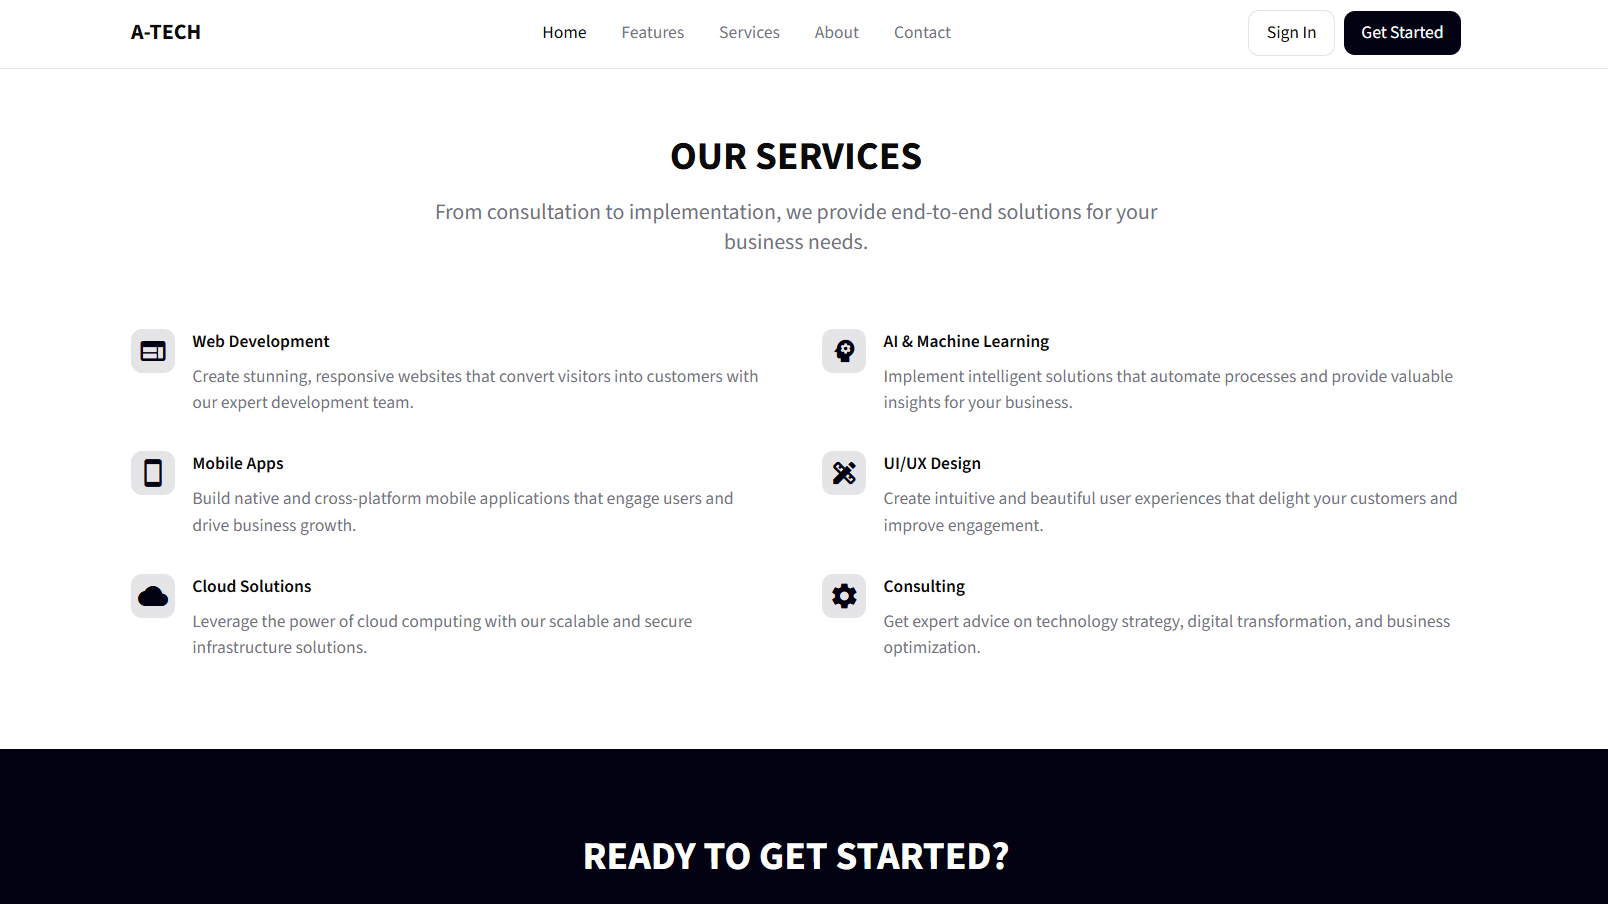 A-TECH
Home
Features
Services
About
Contact
Sign In
Get Started
OUR SERVICES
From consultation to implementation, we provide end-to-end solutions for your
business needs.
Web Development
Create stunning, responsive websites that convert visitors into customers with
our expert development team.
AI & Machine Learning
Implement intelligent solutions that automate processes and provide valuable
insights for your business.
Mobile Apps
Build native and cross-platform mobile applications that engage users and
drive business growth.
UI/UX Design
Create intuitive and beautiful user experiences that delight your customers and
improve engagement.
Cloud Solutions
Leverage the power of cloud computing with our scalable and secure
infrastructure solutions.
Consulting
Get expert advice on technology strategy, digital transformation, and business
optimization.
READY TO GET STARTED?